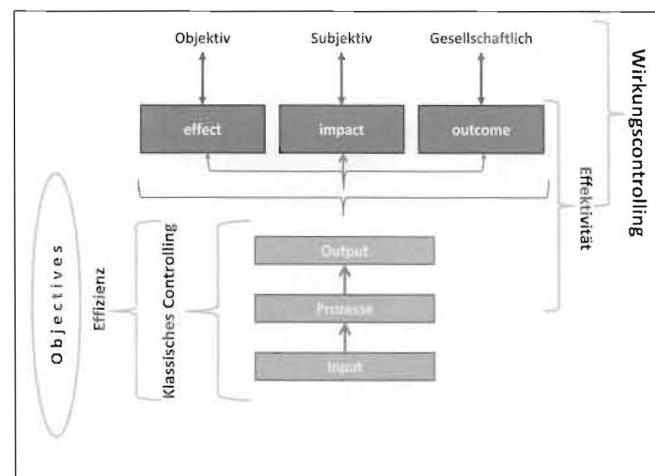 Objektiv
Subjektiv
Gesellschaftlich
effect
impact
outcome
Output
Prozesse
Input
Objectives
Effizienz
Klassisches Controlling
Effektivität
Wirkungscontrolling